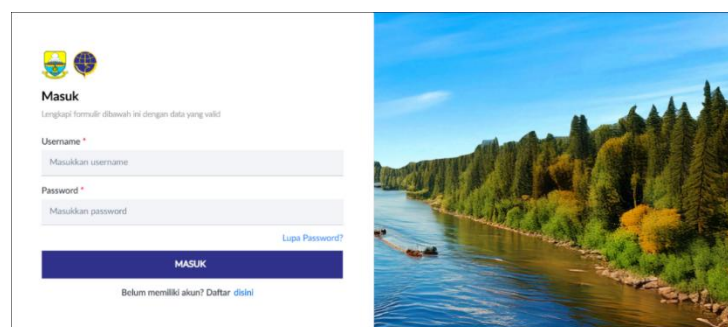 Masuk
Lengkapi formulir dibawah ini dengan data yang valid
Username *
Masukkan username
Password *
Masukkan password
Lupa Password?
MASUK
Belum memiliki akun? Daftar disini